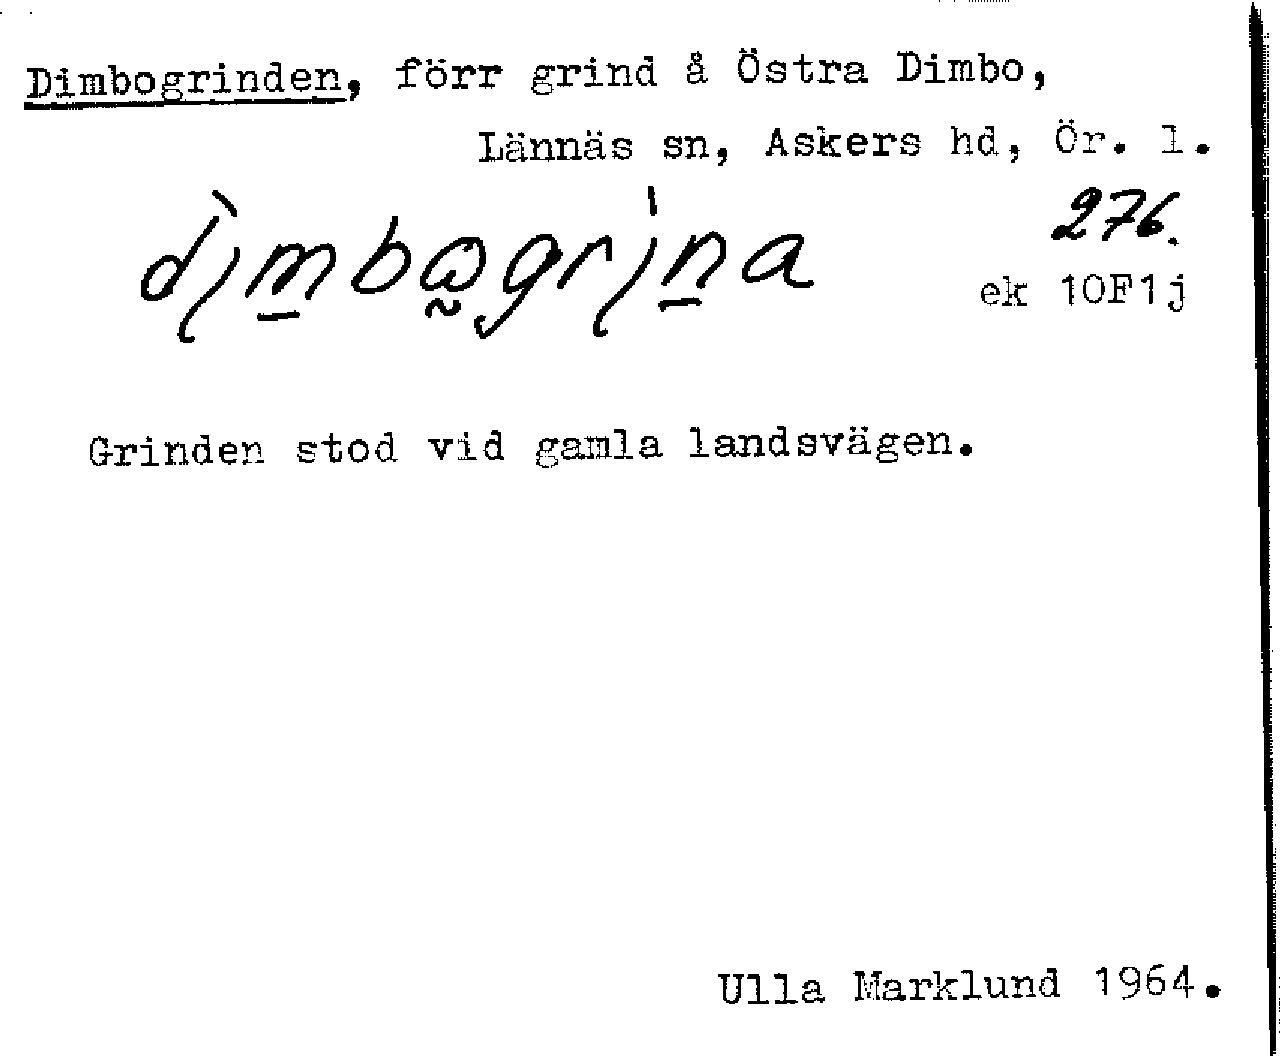 Dimbogrinden, förr grind å Östra Dimbo,
Lännäs sn, Askers hd, Ör. l.
276.
ek 10F1j
Grinden stod vid gamla landsvägen.
Ulla Marklund 1964.